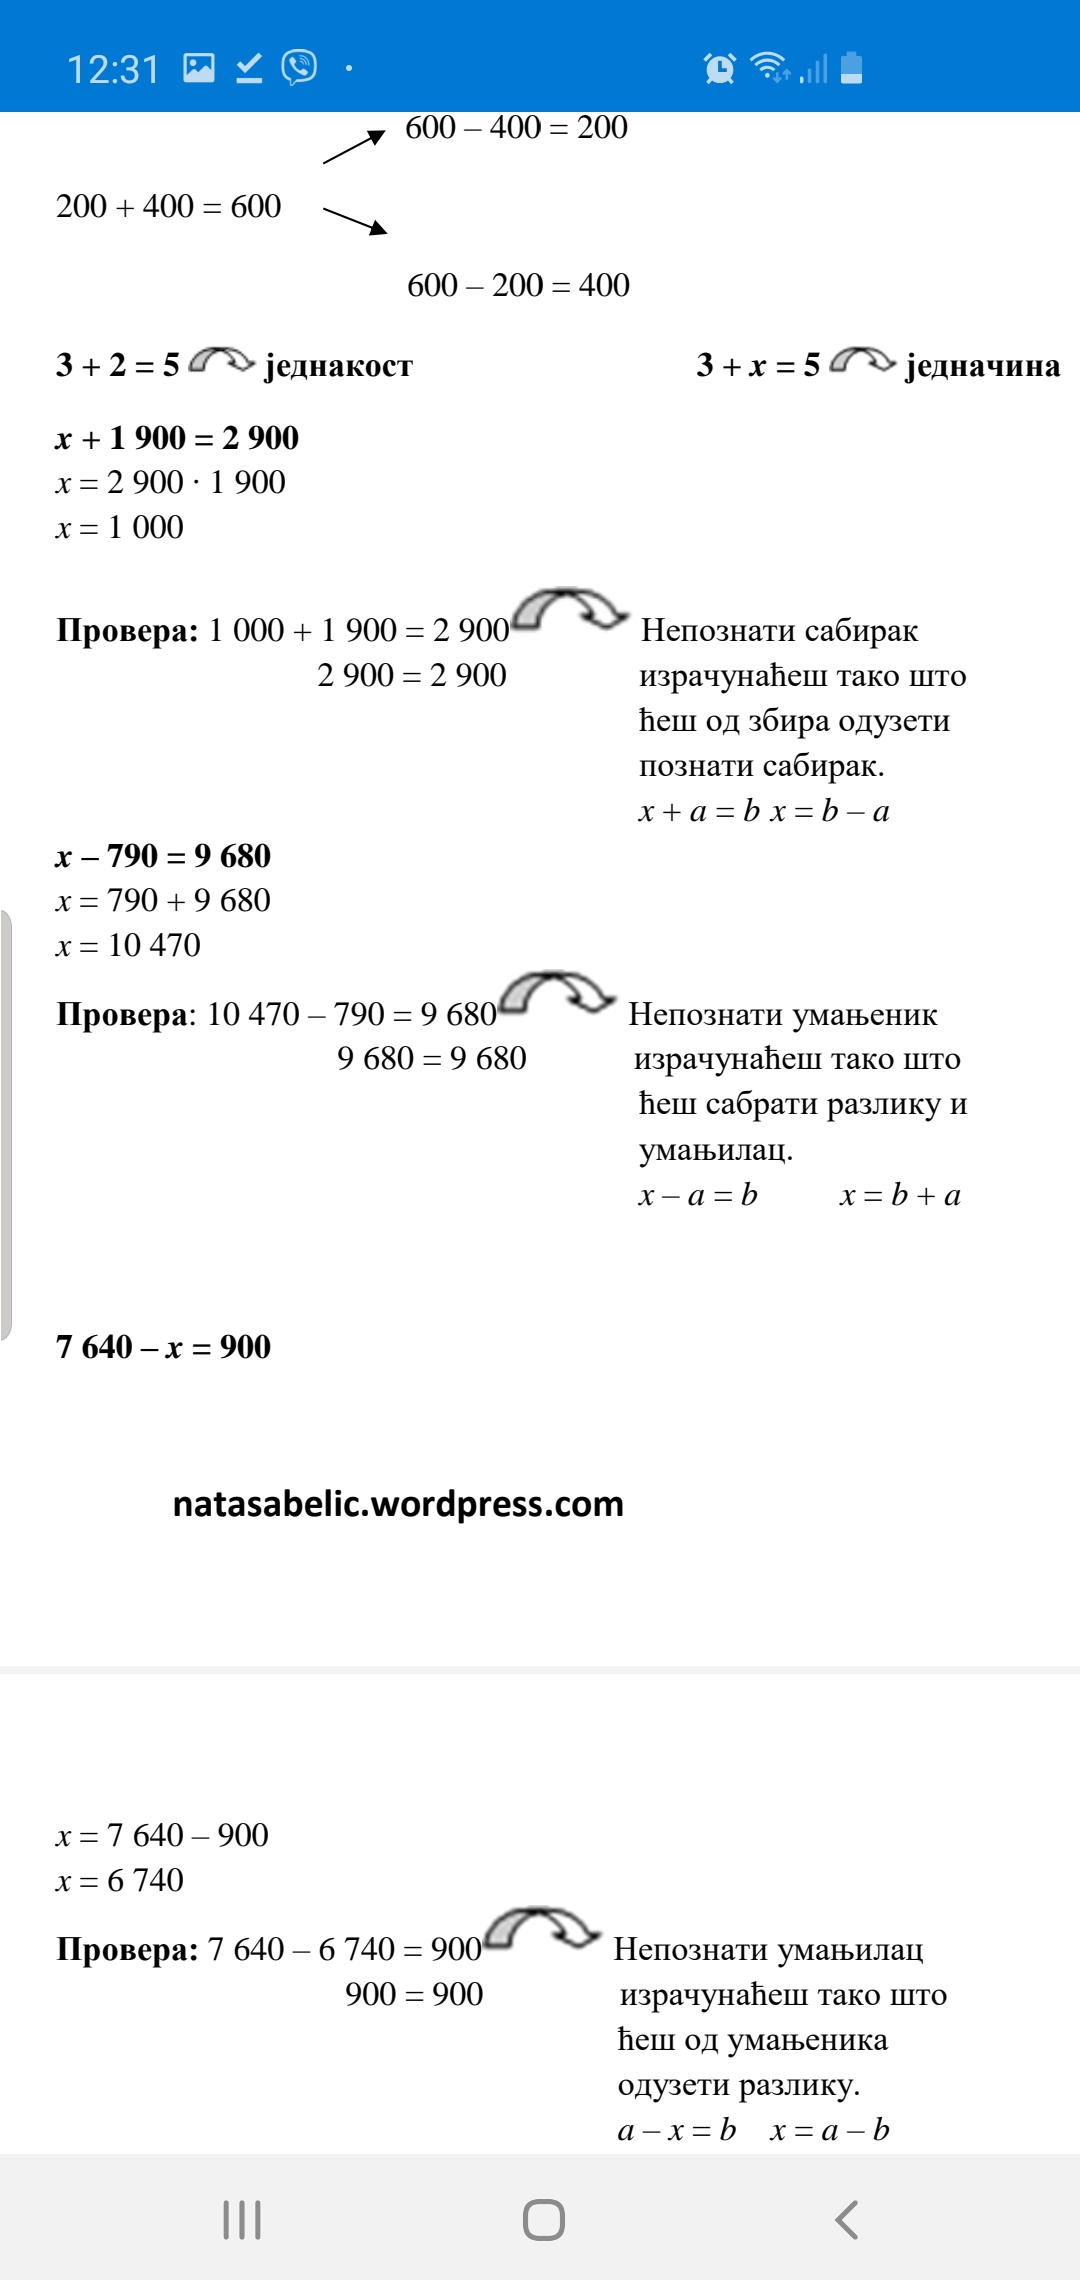 12:31
600 – 400 = 200
200 + 400 = 600
600 – 200 = 400
3 + 2 = 5 једнакост 3 + x = 5 једначина
x + 1 900 = 2 900
x = 2 900 · 1 900
x = 1 000
Провера: 1 000 + 1 900 = 2 900 Непознати сабирак
2 900 = 2 900 израчунаћеш тако што
ћеш од збира одузети
познати сабирак.
x + a = b x = b – a
x – 790 = 9 680
x = 790 + 9 680
x = 10 470
Провера: 10 470 – 790 = 9 680 Непознати умањеник
9 680 = 9 680 израчунаћеш тако што
ћеш сабрати разлику и
умањилац.
x – a = b x = b + a
7 640 – x = 900
natasabelic.wordpress.com
x = 7 640 – 900
x = 6 740
Провера: 7 640 – 6 740 = 900 Непознати умањилац
900 = 900 израчунаћеш тако што
ћеш од умањеника
одузети разлику.
a – x = b x = a – b